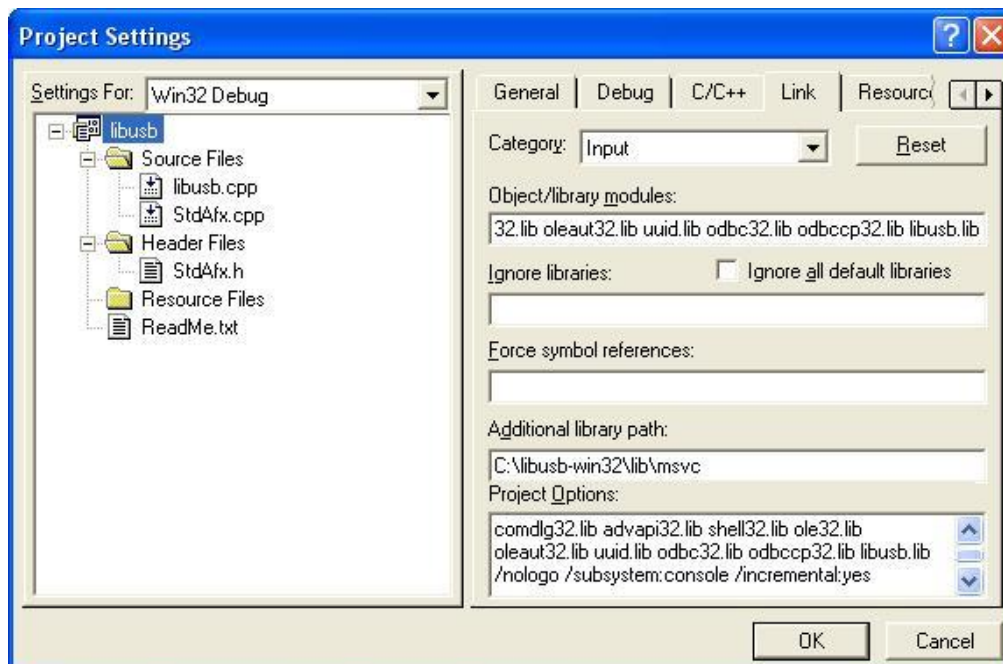 Project Settings
Settings For: Win32 Debug
libusb
Source Files
libusb.cpp
StdAfx.cpp
Header Files
StdAfx.h
Resource Files
ReadMe.txt
General Debug C/C++ Link Resourc
Category: Input Reset
Object/library modules:
32.lib oleaut32.lib uuid.lib odbc32.lib odbccp32.lib libusb.lib
Ignore libraries: Ignore all default libraries
Force symbol references:
Additional library path:
C:\libusb-win32\lib\msvc
Project Options:
comdlg32.lib advapi32.lib shell32.lib ole32.lib
oleaut32.lib uuid.lib odbc32.lib odbccp32.lib libusb.lib
/nologo /subsystem:console /incremental:yes
OK Cancel